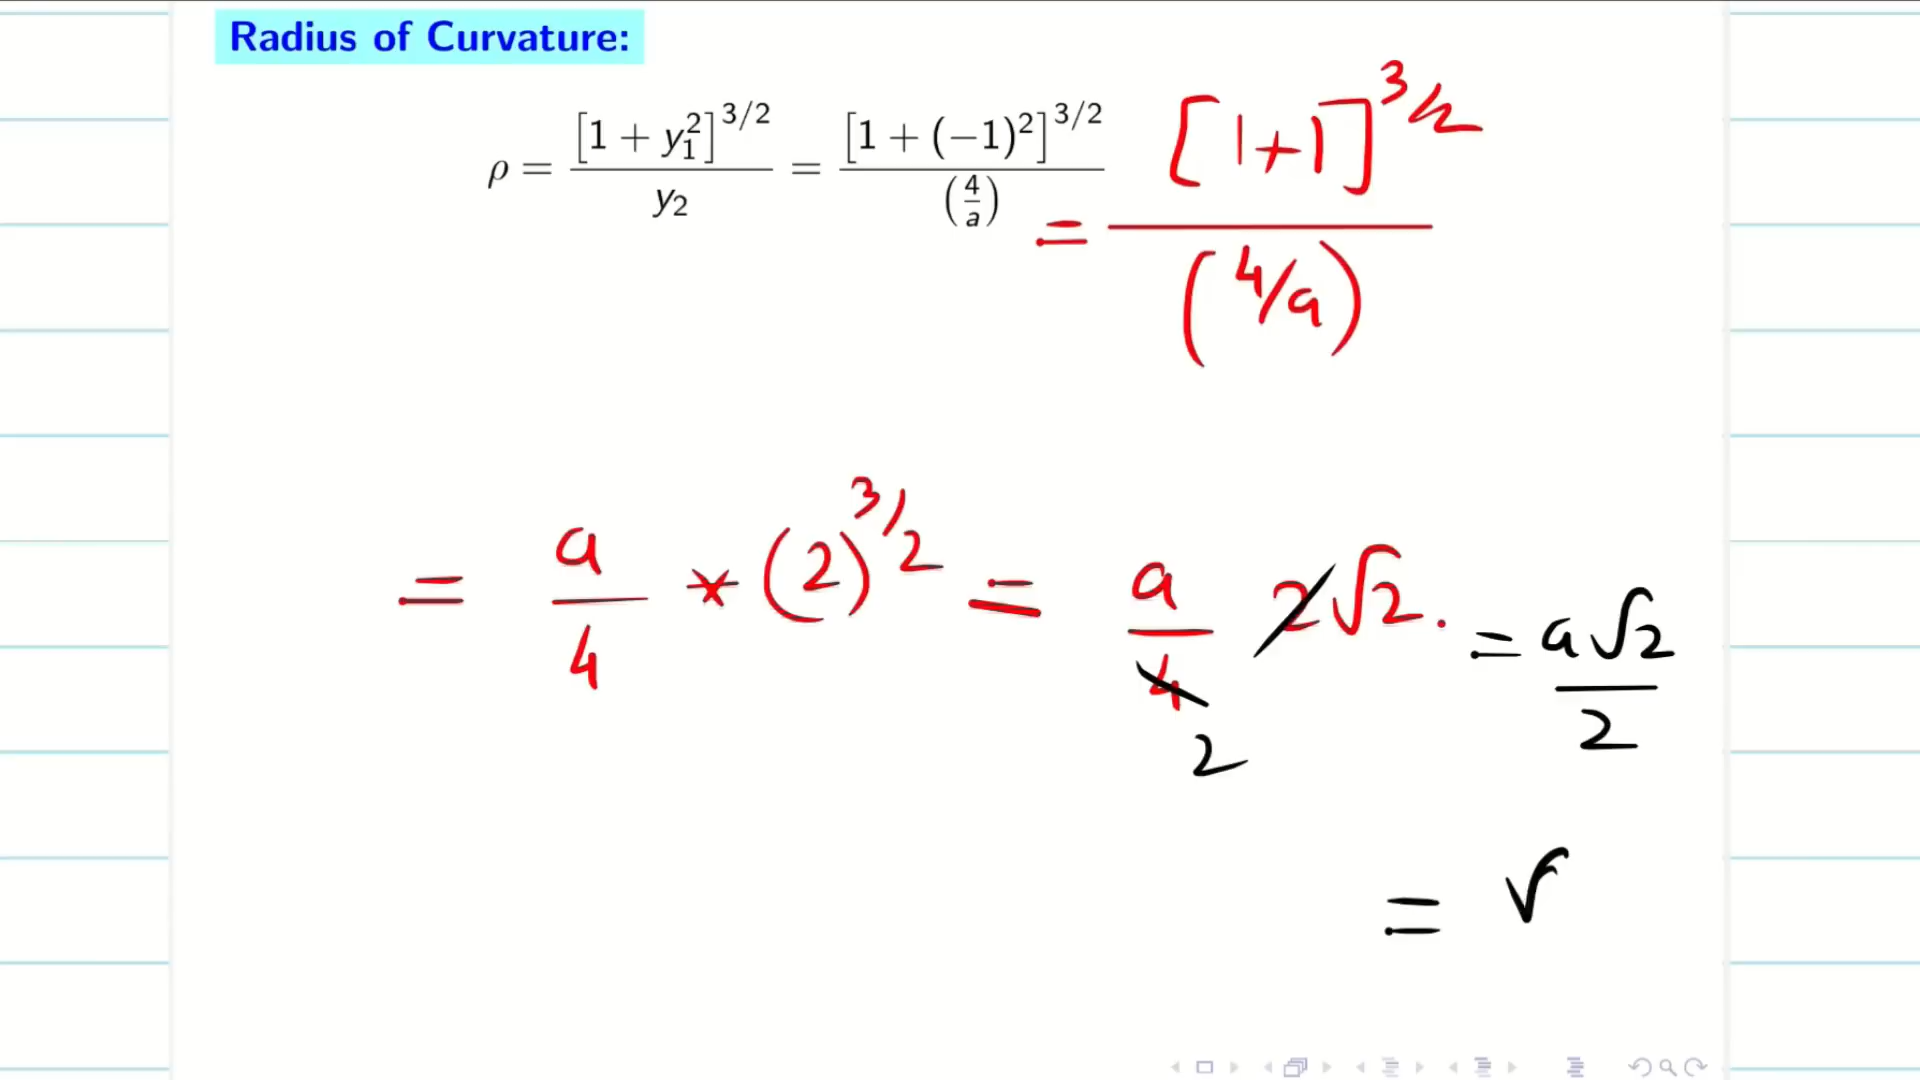 Radius of Curvature:
ρ = [1 + y₁²]^{3/2} / y₂ = [1 + (−1)²]^{3/2} / (4/a) = [1+1]^{3/2} / (4/a)
= a/4 * (2)^{3/2} = a/4 2√2. = a√2/2
2
= √